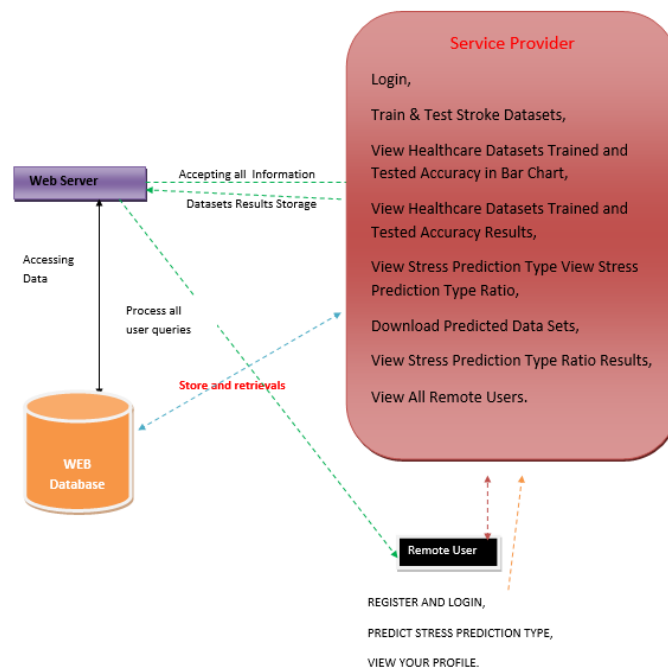 Service Provider
Login,
Train & Test Stroke Datasets,
View Healthcare Datasets Trained and
Tested Accuracy in Bar Chart,
View Healthcare Datasets Trained and
Tested Accuracy Results,
View Stress Prediction Type View Stress
Prediction Type Ratio,
Download Predicted Data Sets,
View Stress Prediction Type Ratio Results,
View All Remote Users.
Web Server
Accepting all Information
Datasets Results Storage
Accessing
Data
Process all
user queries
Store and retrievals
WEB
Database
Remote User
REGISTER AND LOGIN,
PREDICT STRESS PREDICTION TYPE,
VIEW YOUR PROFILE.